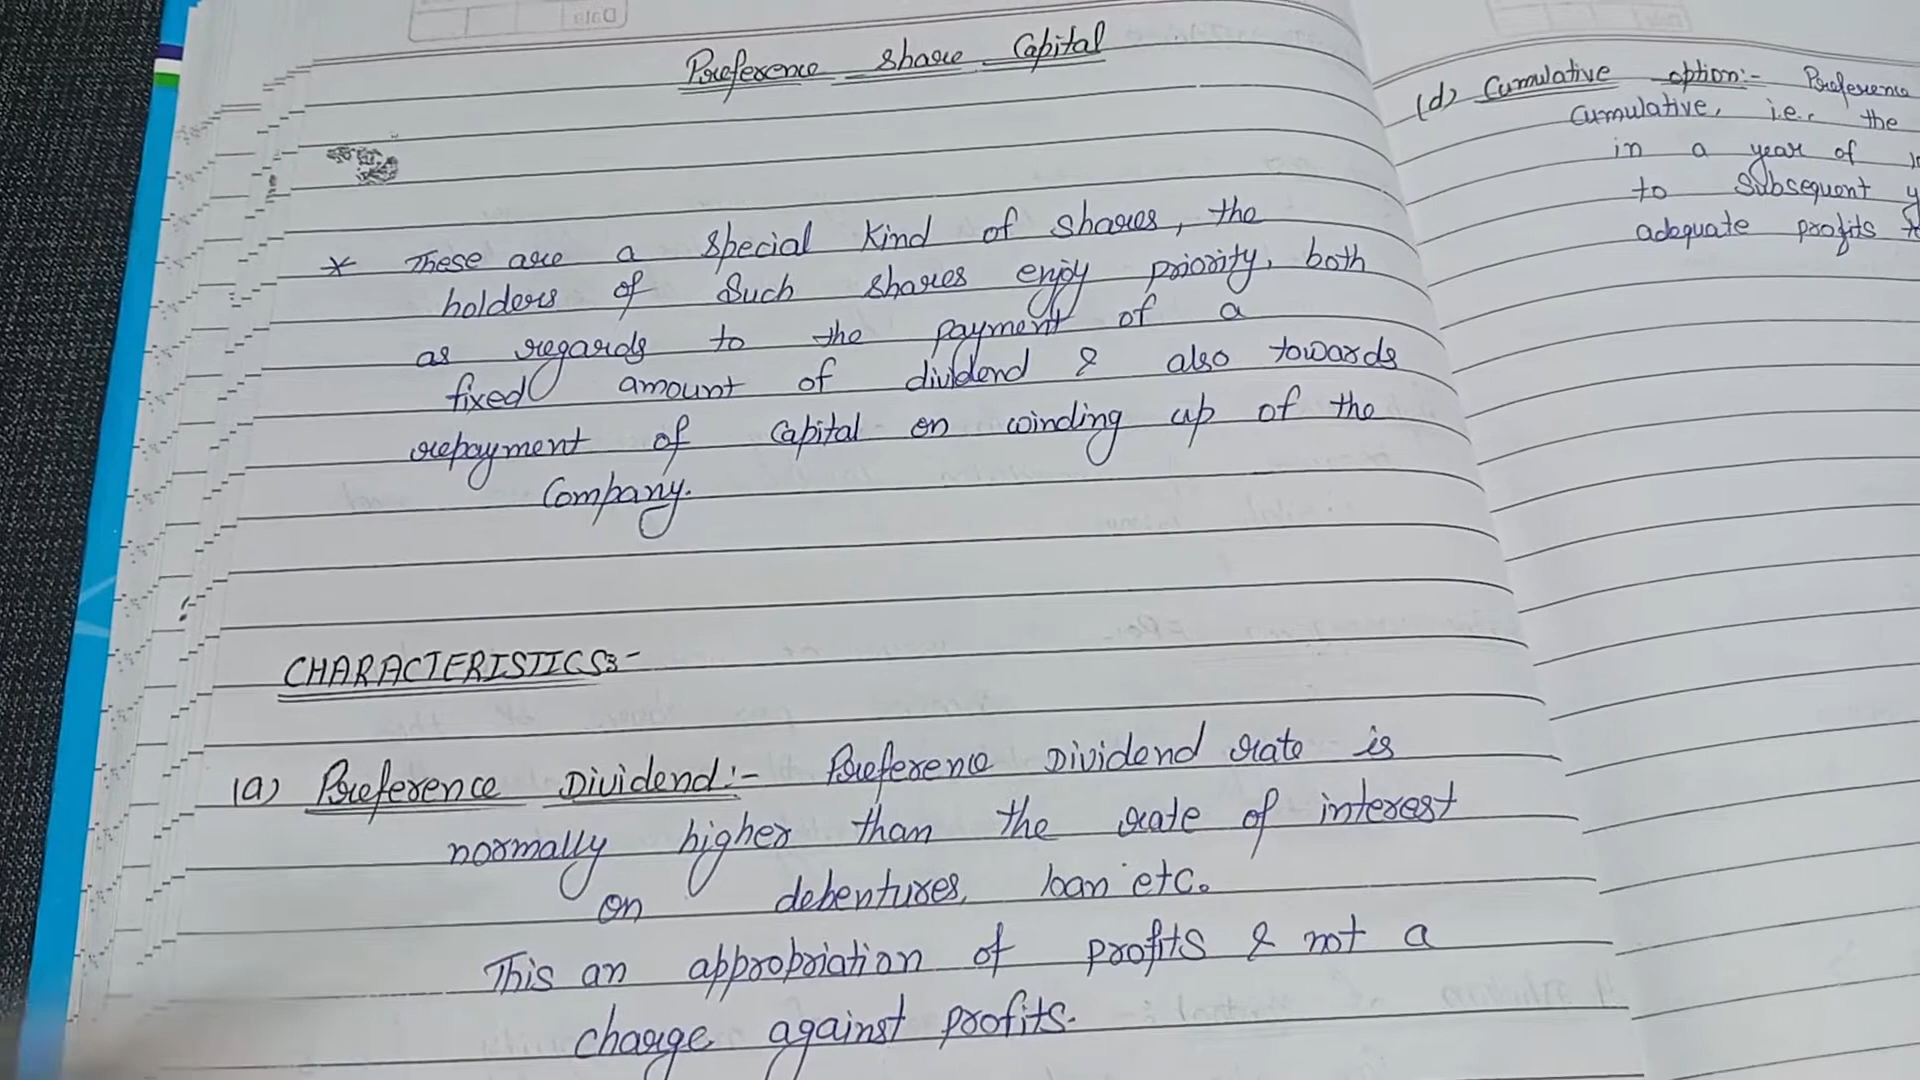 Preference Share Capital
* These are a special kind of shares, the
holders of such shares enjoy priority, both
as regards to the payment of a
fixed amount of dividend & also towards
repayment of capital on winding up of the
Company.
CHARACTERISTICS:-
(a) Preference Dividend:- Preference Dividend rate is
normally higher than the rate of interest
on debentures, loan etc.
This an appropriation of profits & not a
charge against profits.
(d) Cumulative option:- Preference
Cumulative, i.e. the
in a year of
to subsequent
adequate profits